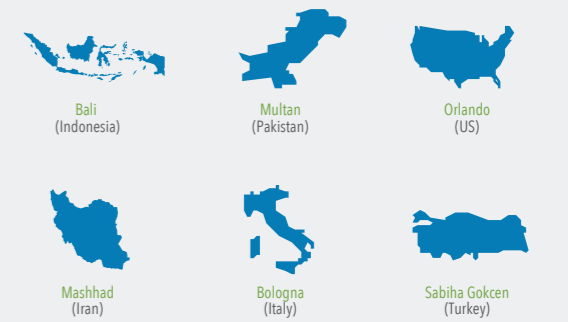 Bali
(Indonesia)
Multan
(Pakistan)
Orlando
(US)
Mashhad
(Iran)
Bologna
(Italy)
Sabiha Gokcen
(Turkey)